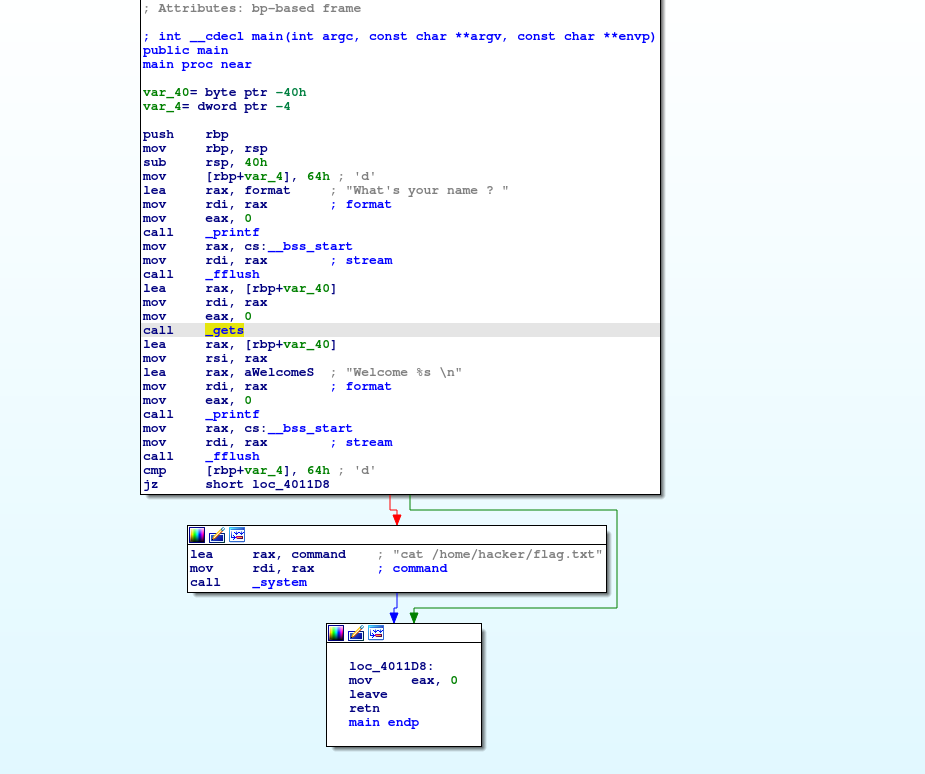 ; Attributes: bp-based frame
; int __cdecl main(int argc, const char **argv, const char **envp)
public main
main proc near
var_40= byte ptr -40h
var_4= dword ptr -4
push rbp
mov rbp, rsp
sub rsp, 40h
mov [rbp+var_4], 64h ; 'd'
lea rax, format ; "What's your name ? "
mov rdi, rax ; format
mov eax, 0
call _printf
mov rax, cs:__bss_start
mov rdi, rax ; stream
call _fflush
lea rax, [rbp+var_40]
mov rdi, rax
mov eax, 0
call _gets
lea rax, [rbp+var_40]
mov rsi, rax
lea rax, aWelcomeS ; "Welcome %s \n"
mov rdi, rax ; format
mov eax, 0
call _printf
mov rax, cs:__bss_start
mov rdi, rax ; stream
call _fflush
cmp [rbp+var_4], 64h ; 'd'
jz short loc_4011D8
lea rax, command ; "cat /home/hacker/flag.txt"
mov rdi, rax ; command
call _system
loc_4011D8:
mov eax, 0
leave
retn
main endp